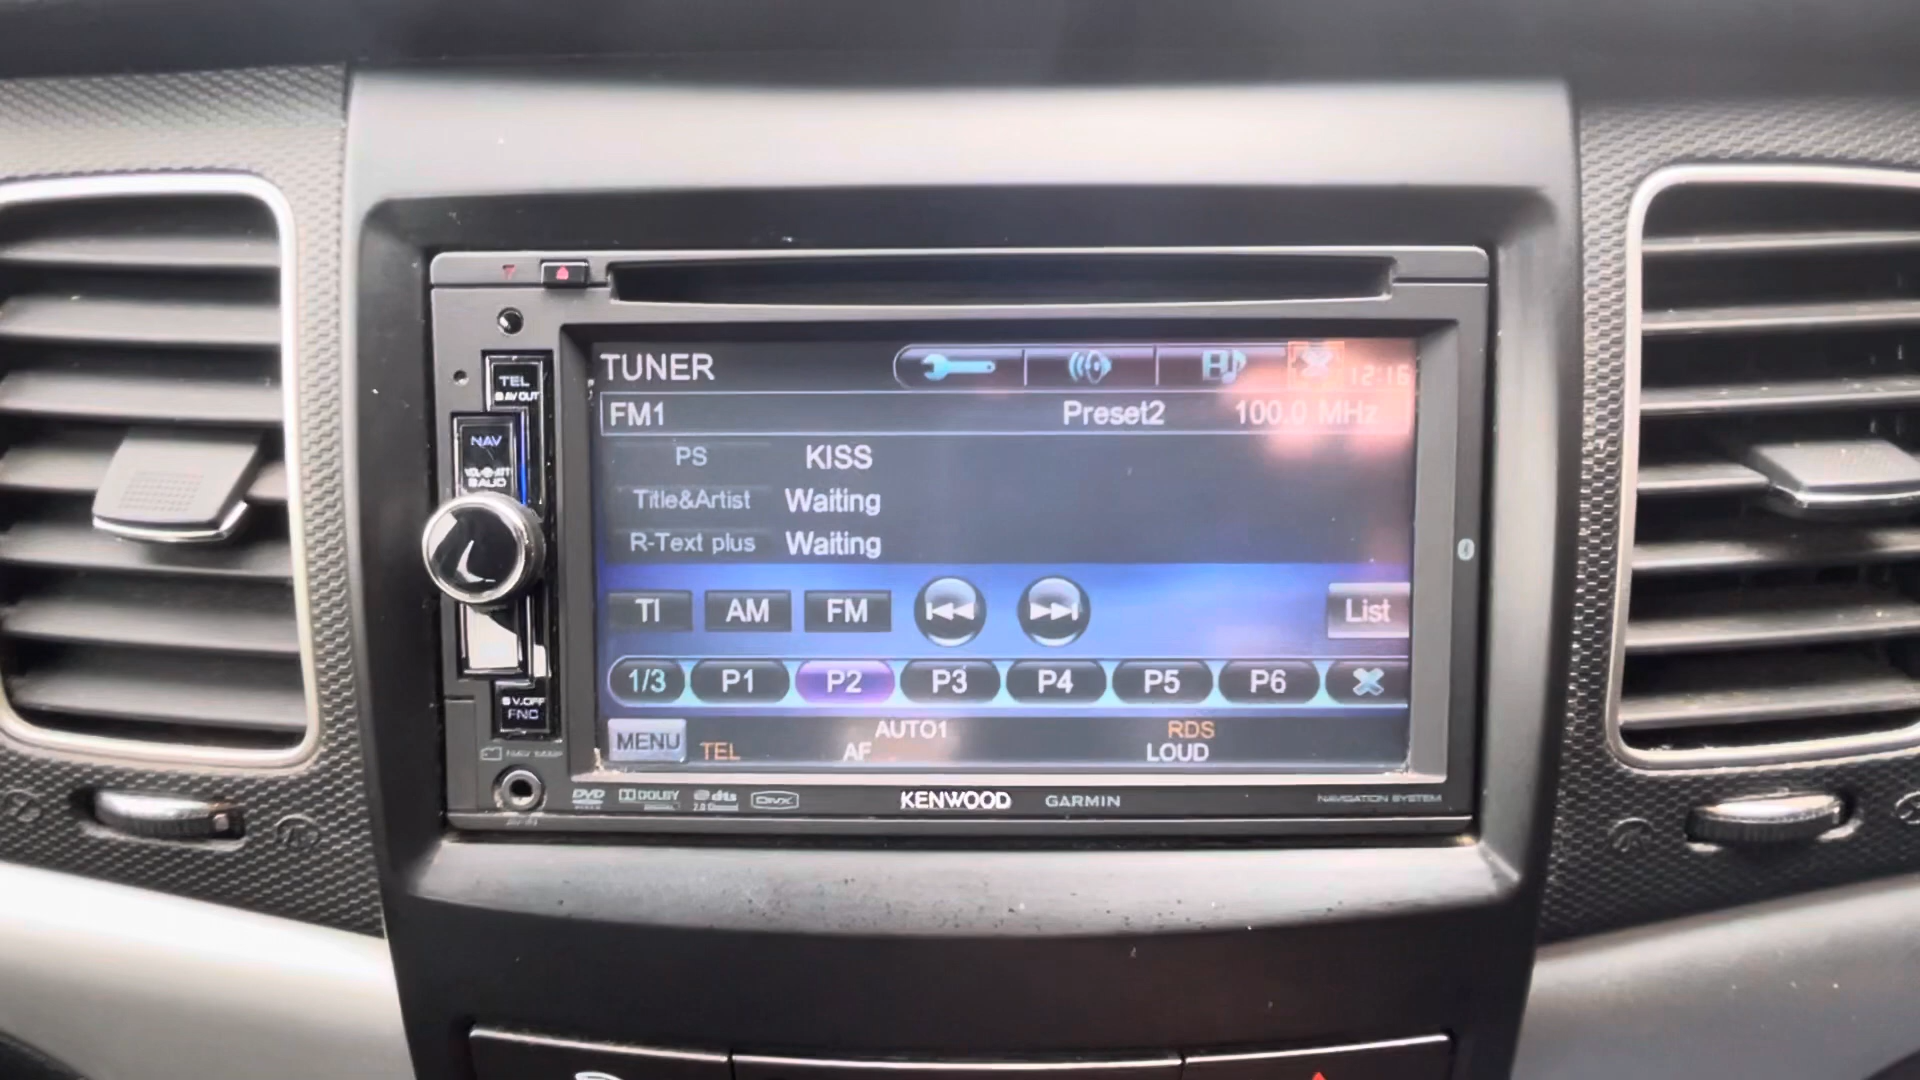 TUNER 12:16
FM1 Preset2 100.0 MHz
PS KISS
Title&Artist Waiting
R-Text plus Waiting
TI AM FM List
1/3 P1 P2 P3 P4 P5 P6
MENU TEL AUTO1 AF RDS LOUD
TEL
NAV
FNC
DVD DOLBY dts DivX KENWOOD GARMIN NAVIGATION SYSTEM